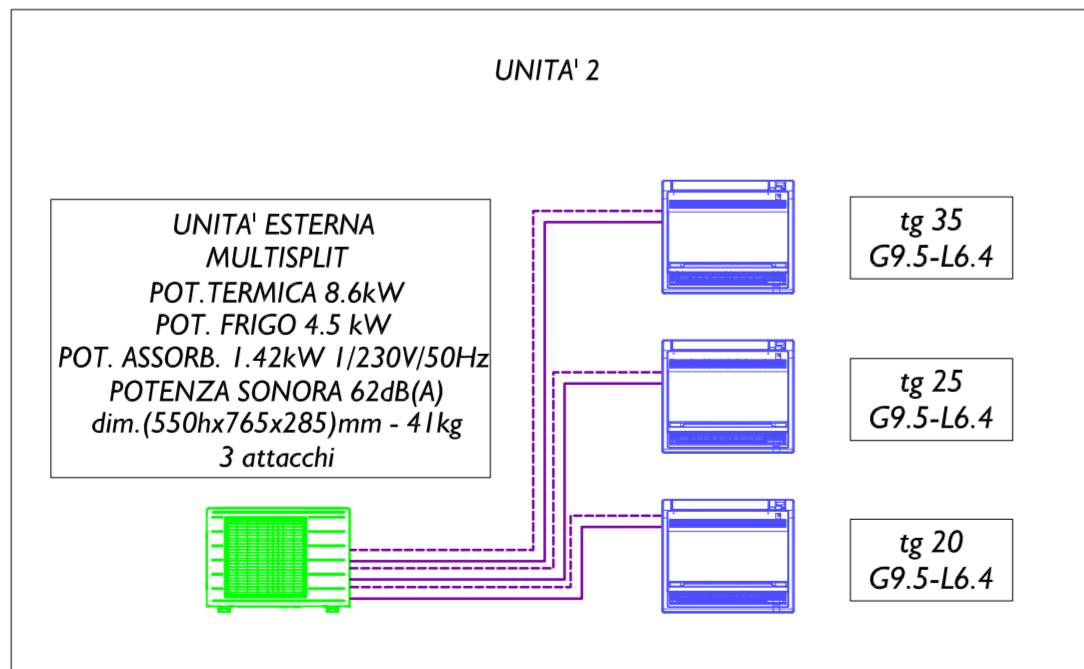 UNITA' 2
UNITA' ESTERNA
MULTISPLIT
POT.TERMICA 8.6kW
POT. FRIGO 4.5 kW
POT. ASSORB. 1.42kW 1/230V/50Hz
POTENZA SONORA 62dB(A)
dim.(550hx765x285)mm - 41kg
3 attacchi
tg 35
G9.5-L6.4
tg 25
G9.5-L6.4
tg 20
G9.5-L6.4